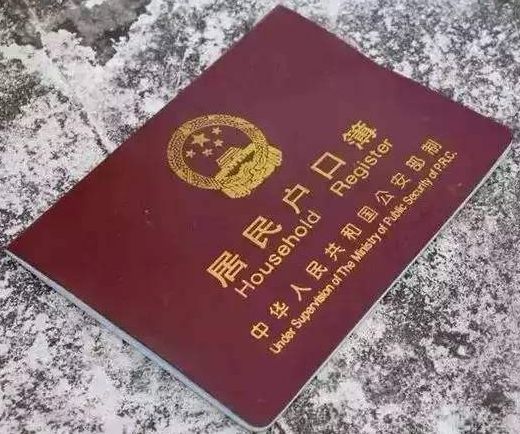 居民户口簿
Household Register
中华人民共和国公安部制
Under Supervision of The Ministry of Public Security of P.R.C.